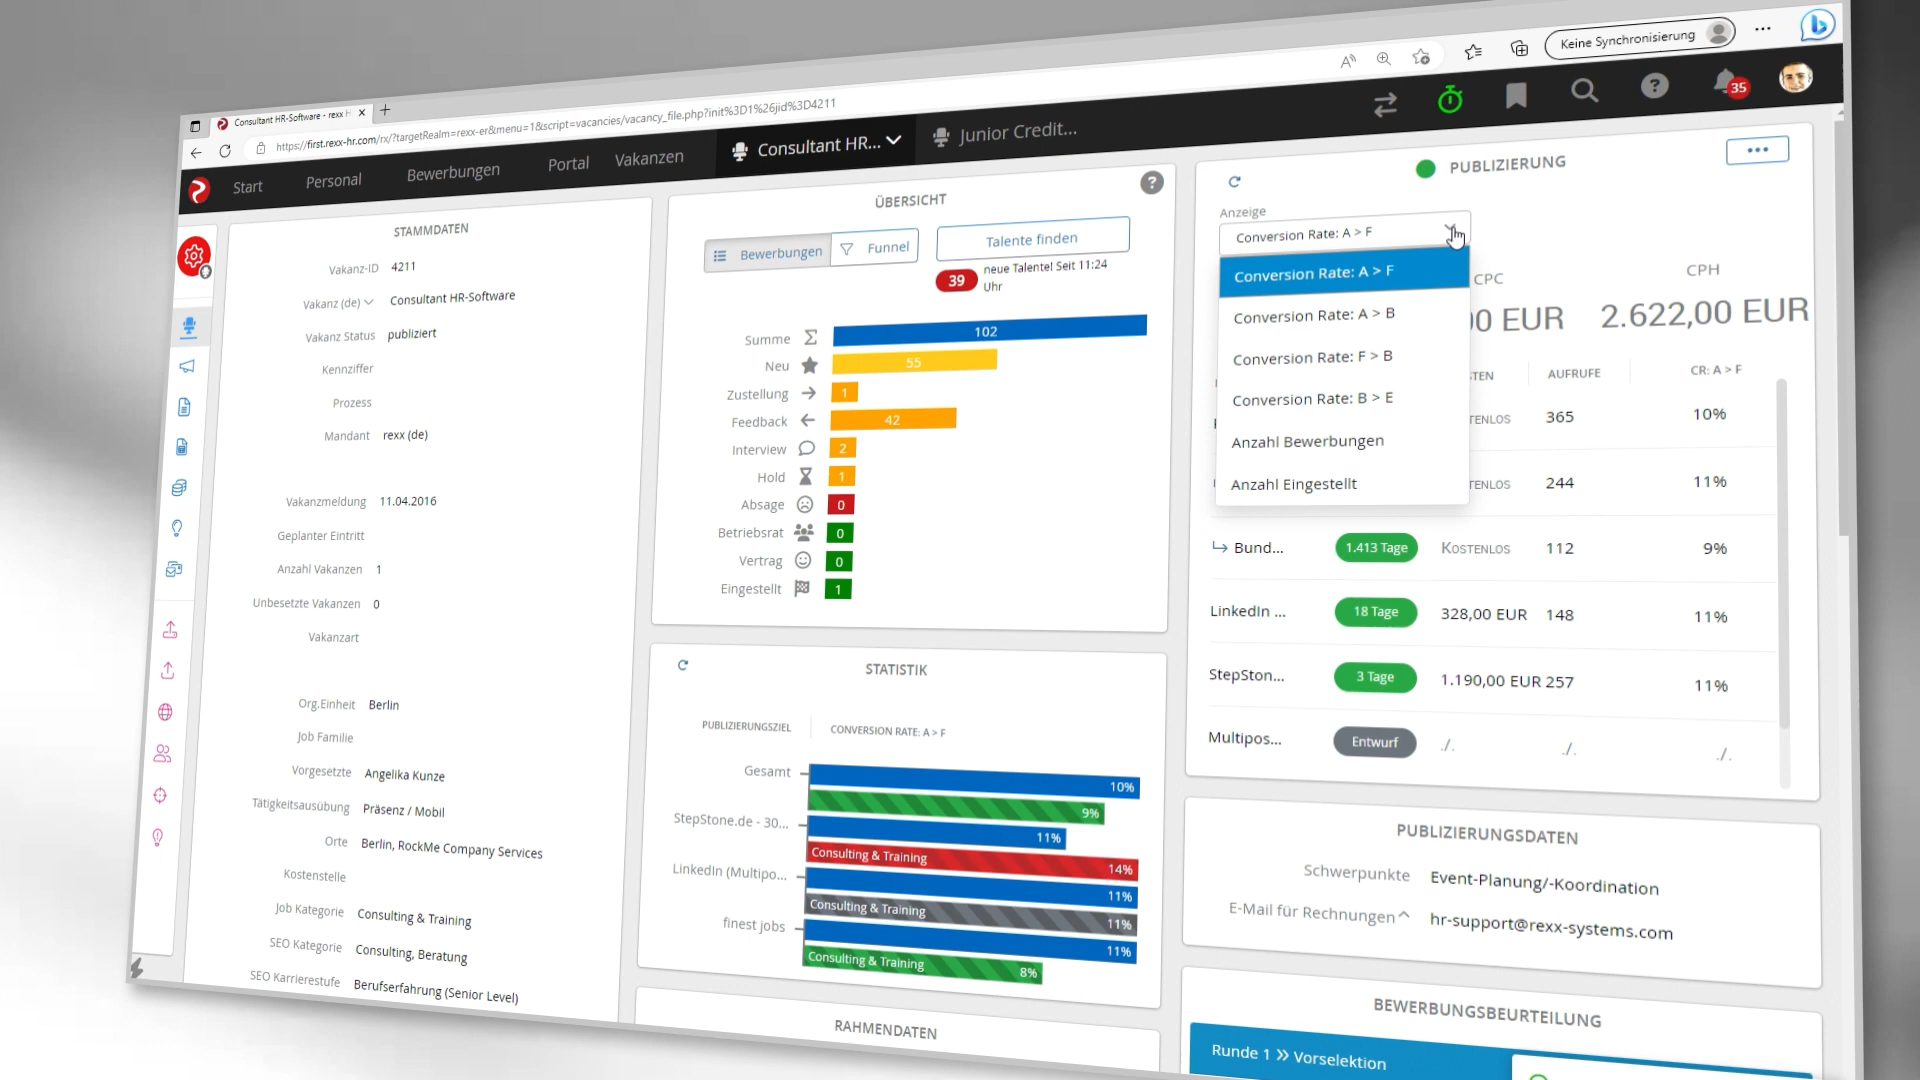 Consultant HR-Software - rexx H
https://first.rexx-hr.com/rx/?targetRealm=rexx-er&menu=1&script=vacancies/vacancy_file.php?init%3D1%26jid%3D4211
Keine Synchronisierung
Start
Personal
Bewerbungen
Portal
Vakanzen
Consultant HR...
Junior Credit...
35
STAMMDATEN
Vakanz-ID 4211
Vakanz (de) Consultant HR-Software
Vakanz Status publiziert
Kennziffer
Prozess
Mandant rexx (de)
Vakanzmeldung 11.04.2016
Geplanter Eintritt
Anzahl Vakanzen 1
Unbesetzte Vakanzen 0
Vakanzart
Org.Einheit Berlin
Job Familie
Vorgesetzte Angelika Kunze
Tätigkeitsausübung Präsenz / Mobil
Orte Berlin, RockMe Company Services
Kostenstelle
Job Kategorie Consulting & Training
SEO Kategorie Consulting, Beratung
SEO Karrierestufe Berufserfahrung (Senior Level)
ÜBERSICHT
?
Bewerbungen
Funnel
Talente finden
39 neue Talente! Seit 11:24
Uhr
Summe 102
Neu 55
Zustellung 1
Feedback 42
Interview 2
Hold 1
Absage 0
Betriebsrat 0
Vertrag 0
Eingestellt 1
STATISTIK
PUBLIZIERUNGSZIEL CONVERSION RATE: A > F
Gesamt 10%
9%
StepStone.de - 30... 11%
Consulting & Training 14%
LinkedIn (Multipo... 11%
Consulting & Training 11%
finest jobs 11%
Consulting & Training 8%
RAHMENDATEN
PUBLIZIERUNG
Anzeige
Conversion Rate: A > F
Conversion Rate: A > F
Conversion Rate: A > B
Conversion Rate: F > B
Conversion Rate: B > E
Anzahl Bewerbungen
Anzahl Eingestellt
CPC CPH
00 EUR 2.622,00 EUR
TEN AUFRUFE CR: A > F
TENLOS 365 10%
TENLOS 244 11%
Bund... 1.413 Tage KOSTENLOS 112 9%
LinkedIn ... 18 Tage 328,00 EUR 148 11%
StepSton... 3 Tage 1.190,00 EUR 257 11%
Multipos... Entwurf ./. ./. ./.
PUBLIZIERUNGSDATEN
Schwerpunkte Event-Planung/-Koordination
E-Mail für Rechnungen hr-support@rexx-systems.com
BEWERBUNGSBEURTEILUNG
Runde 1 » Vorselektion